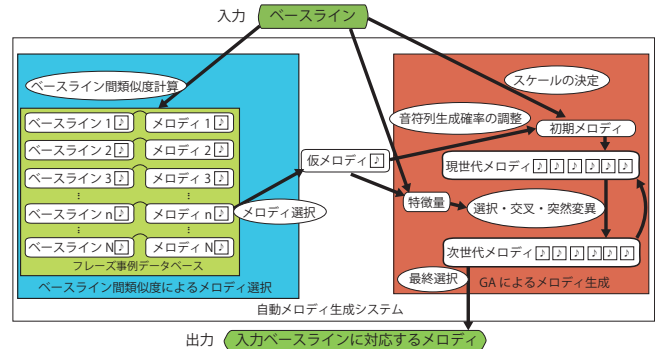 入力 ベースライン
ベースライン間類似度計算
スケールの決定
音符列生成確率の調整
ベースライン 1 ♪ メロディ 1 ♪
初期メロディ
ベースライン 2 ♪ メロディ 2 ♪
仮メロディ ♪
現世代メロディ ♪ ♪ ♪ ♪ ♪ ♪
ベースライン 3 ♪ メロディ 3 ♪
⋮ ⋮
ベースライン n ♪ メロディ n ♪
メロディ選択
特徴量
選択・交叉・突然変異
⋮ ⋮
ベースライン N ♪ メロディ N ♪
次世代メロディ ♪ ♪ ♪ ♪ ♪ ♪
フレーズ事例データベース
最終選択
ベースライン間類似度によるメロディ選択
GA によるメロディ生成
自動メロディ生成システム
出力 入力ベースラインに対応するメロディ